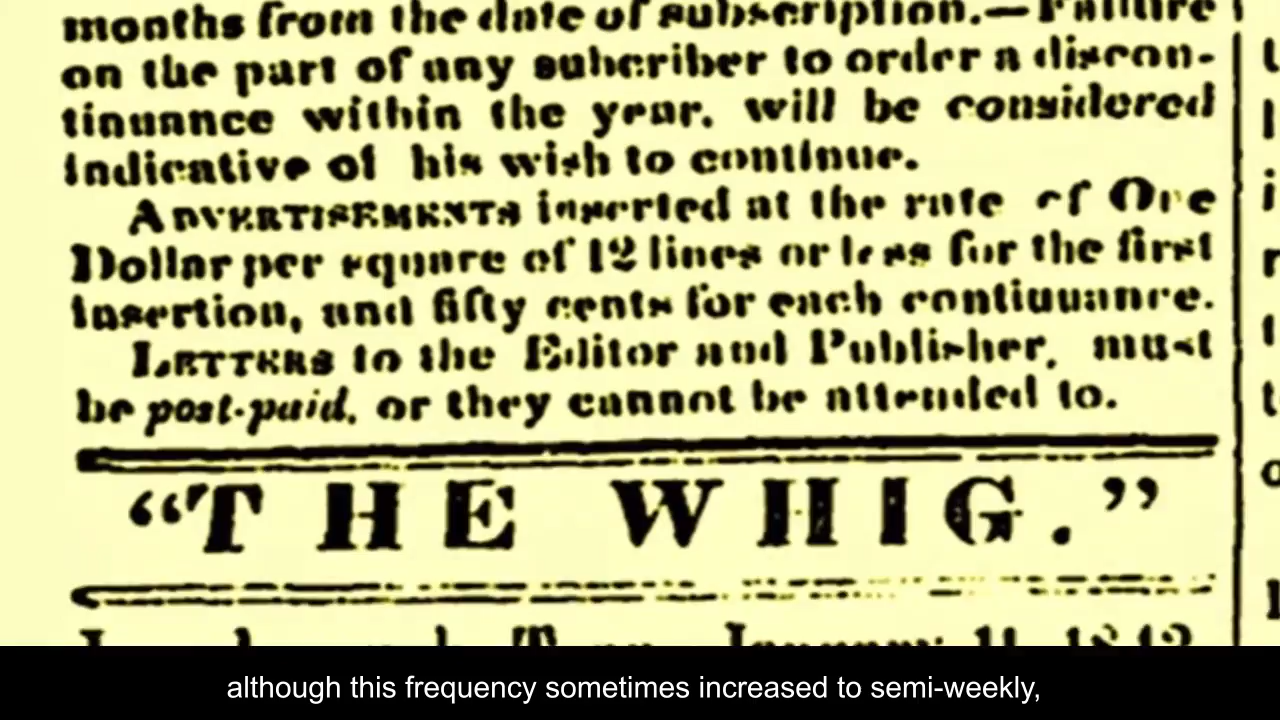 months from the date of subscription.—Failure
on the part of any subcriber to order a discon-
tinuance within the year, will be considered
indicative of his wish to continue.
ADVERTISEMENTS inserted at the rate of One
Dollar per square of 12 lines or less for the first
insertion, and fifty cents for each continuance.
LETTERS to the Editor and Publisher, must
be post-paid, or they cannot be attended to.
"THE WHIG."
January 11, 1842
although this frequency sometimes increased to semi-weekly,